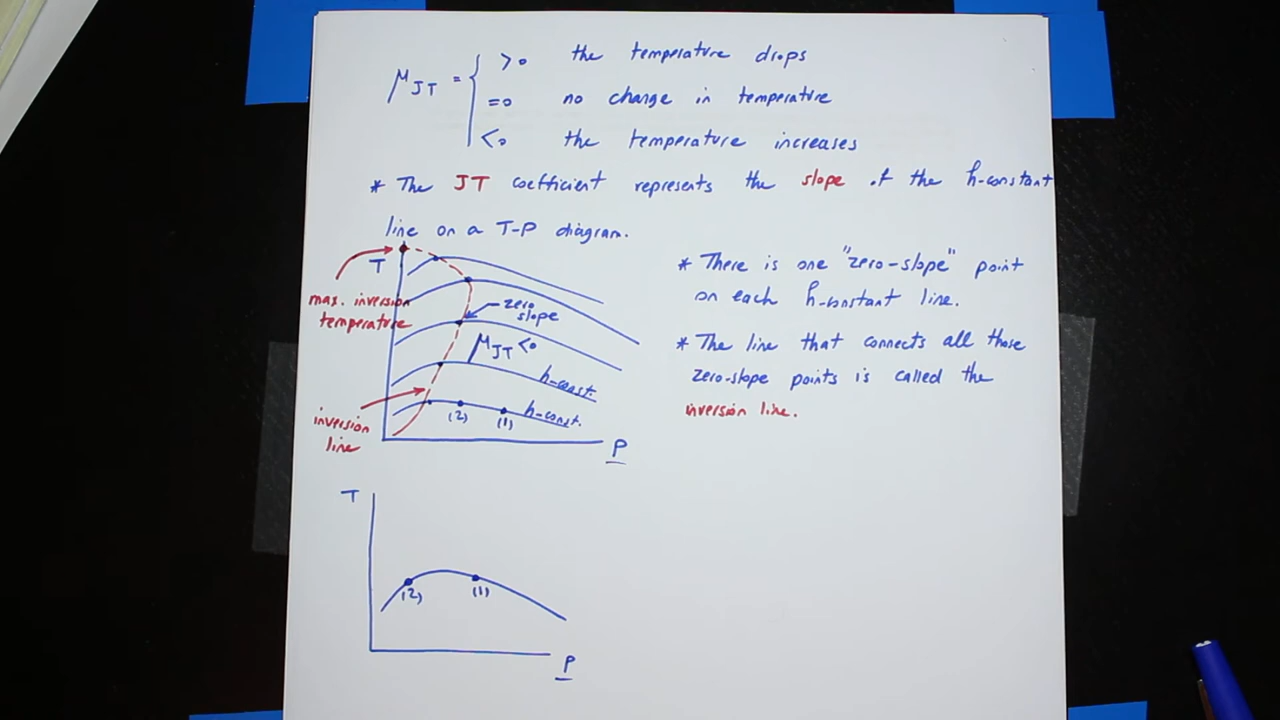 μJT = { >0 the temperature drops
=0 no change in temperature
<0 the temperature increases
* The JT coefficient represents the slope of the h-constant
line on a T-P diagram.
T
max. inversion
temperature
zero
slope
μJT <0
h-const.
h-const.
(2)
(1)
inversion
line
P
* There is one "zero-slope" point
on each h-constant line.
* The line that connects all those
zero-slope points is called the
inversion line.
T
(2)
(1)
P